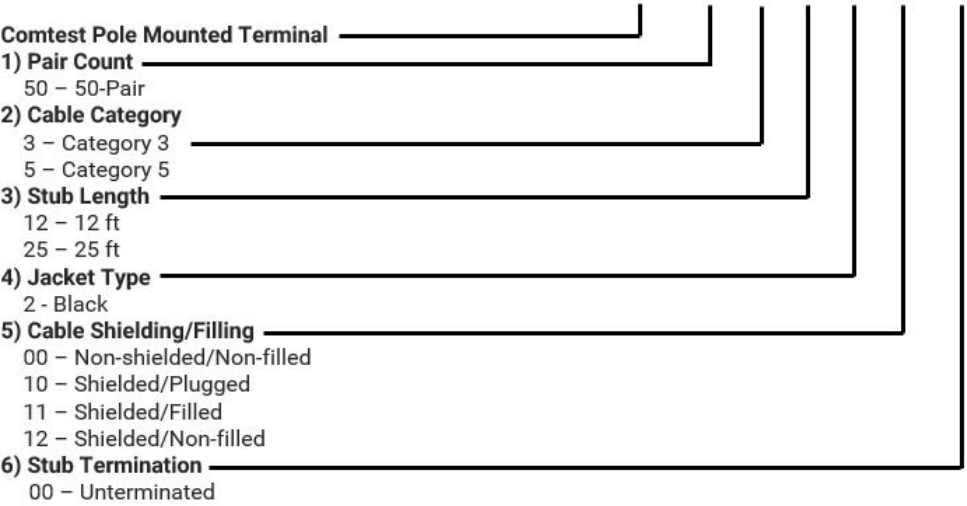 Comtest Pole Mounted Terminal
1) Pair Count
50 – 50-Pair
2) Cable Category
3 – Category 3
5 – Category 5
3) Stub Length
12 – 12 ft
25 – 25 ft
4) Jacket Type
2 - Black
5) Cable Shielding/Filling
00 – Non-shielded/Non-filled
10 – Shielded/Plugged
11 – Shielded/Filled
12 – Shielded/Non-filled
6) Stub Termination
00 – Unterminated